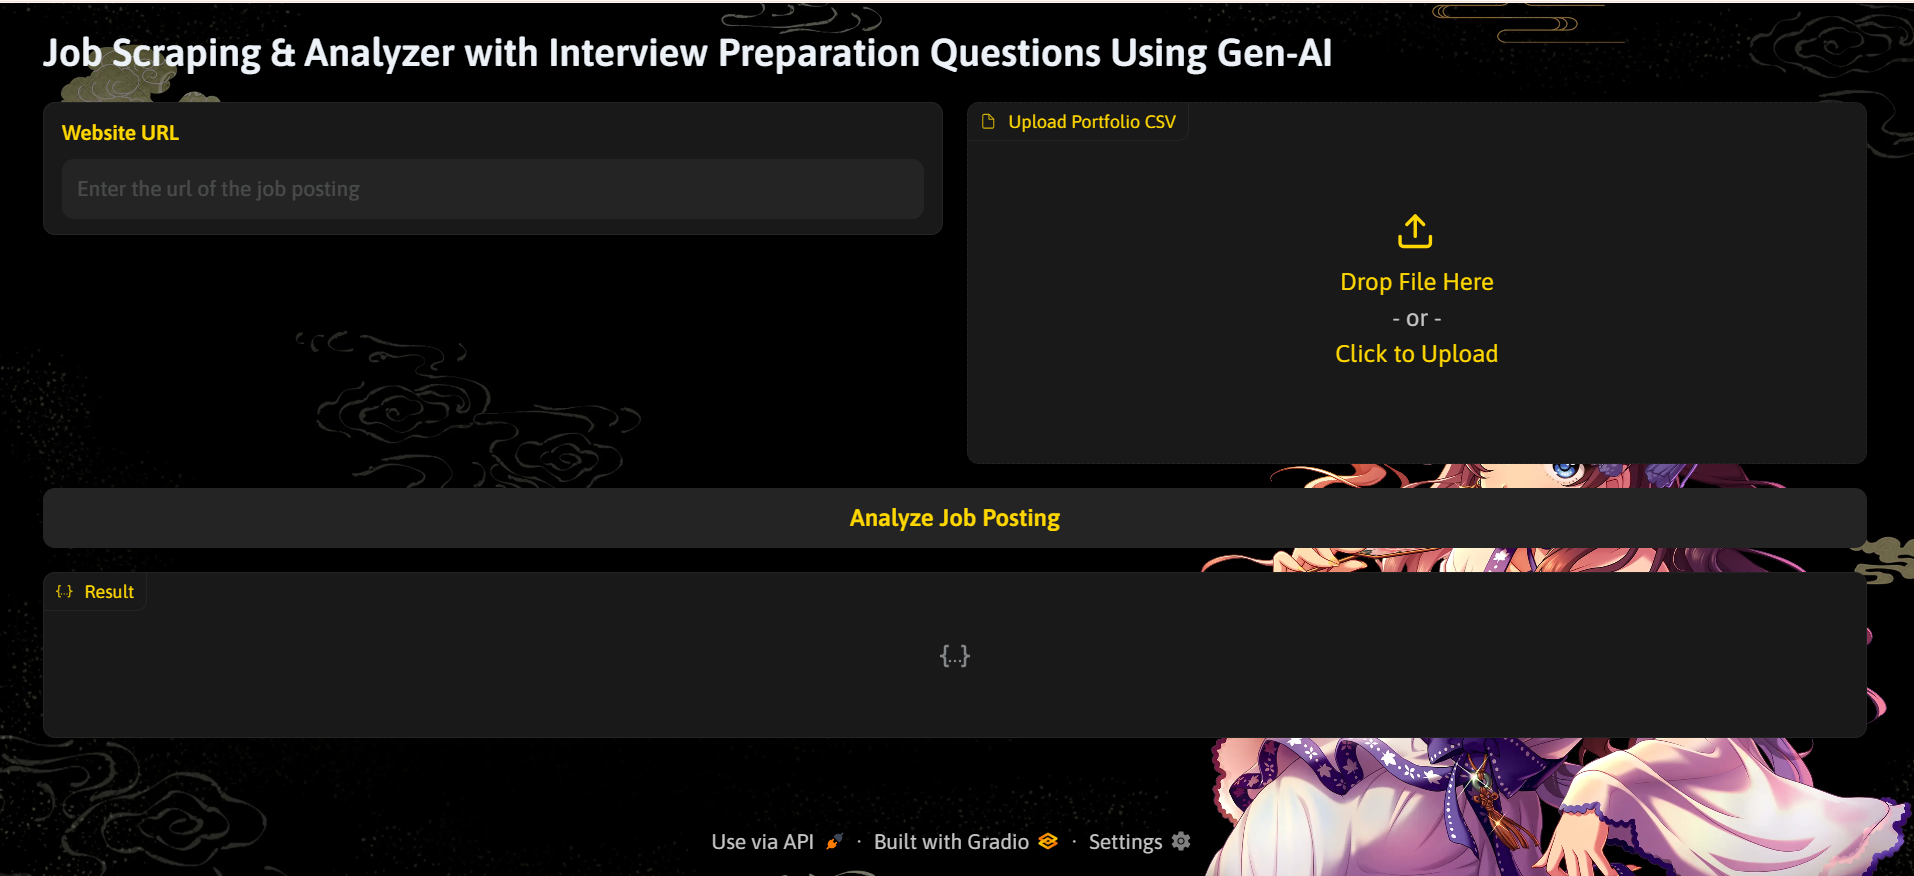 Job Scraping & Analyzer with Interview Preparation Questions Using Gen-AI
Website URL
Enter the url of the job posting
Upload Portfolio CSV
Drop File Here
- or -
Click to Upload
Analyze Job Posting
{..} Result
{...}
Use via API · Built with Gradio · Settings